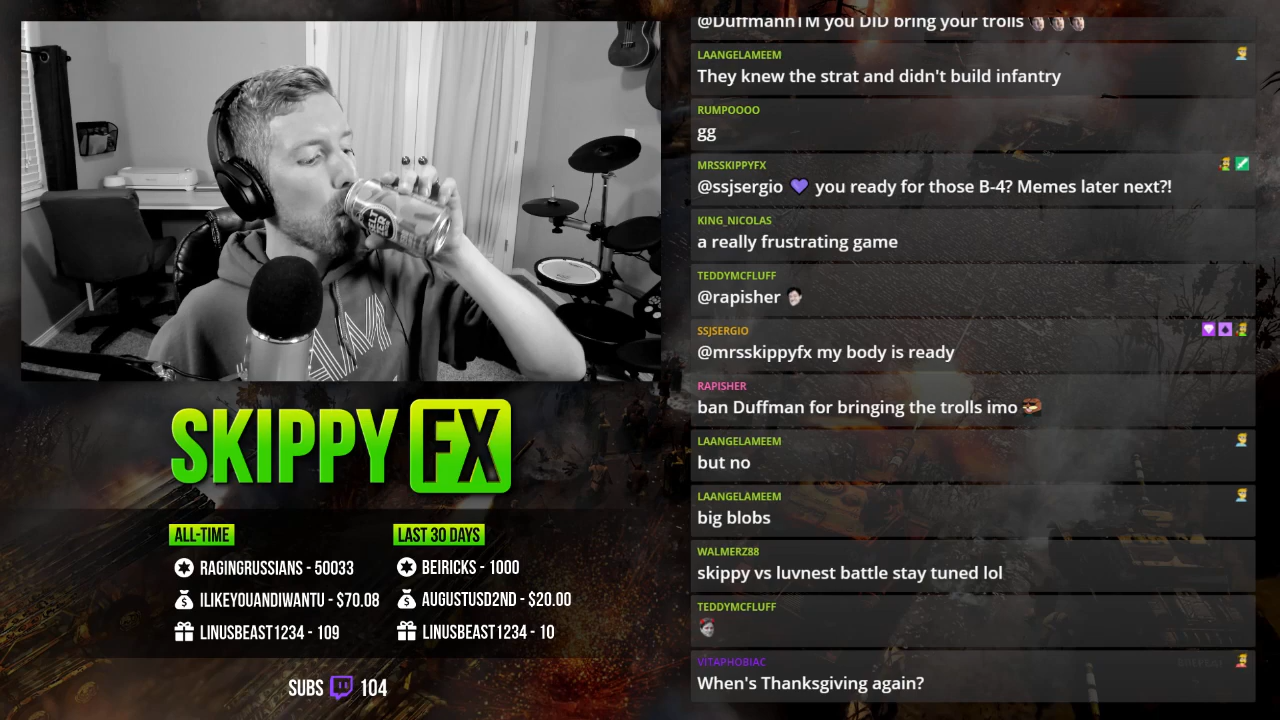 @DuffmannTM you DID bring your trolls
LAANGELAMEEM
They knew the strat and didn't build infantry
RUMPOOOO
gg
MRSSKIPPYFX
@ssjsergio 💜 you ready for those B-4? Memes later next?!
KING_NICOLAS
a really frustrating game
TEDDYMCFLUFF
@rapisher
SSJSERGIO
@mrsskippyfx my body is ready
RAPISHER
ban Duffman for bringing the trolls imo
LAANGELAMEEM
but no
LAANGELAMEEM
big blobs
WALMERZ88
skippy vs luvnest battle stay tuned lol
TEDDYMCFLUFF
VITAPHOBIAC
When's Thanksgiving again?
SKIPPY FX
ALL-TIME
RAGINGRUSSIANS - 50033
ILIKEYOUANDIWANTU - $70.08
LINUSBEAST1234 - 109
LAST 30 DAYS
BEIRICKS - 1000
AUGUSTUSD2ND - $20.00
LINUSBEAST1234 - 10
SUBS 104